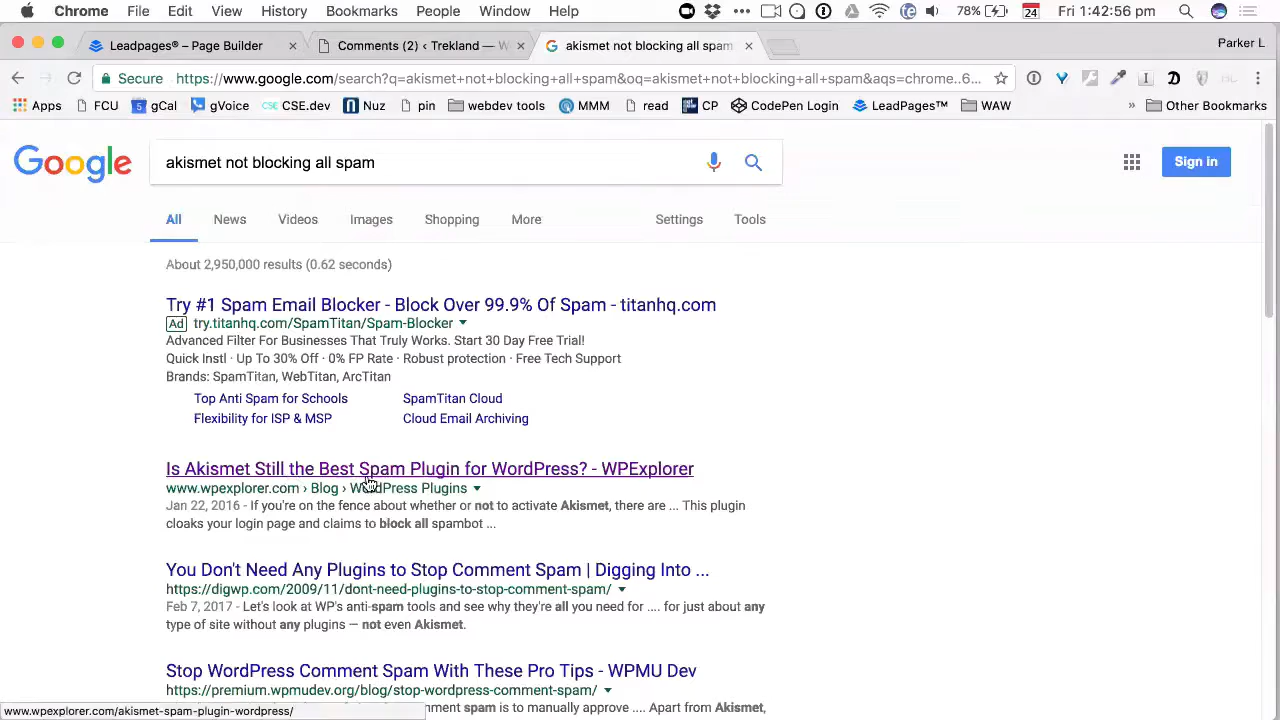 Chrome File Edit View History Bookmarks People Window Help 78% 24 Fri 1:42:56 pm
Leadpages® – Page Builder × Comments (2) ‹ Trekland — W × akismet not blocking all spam × Parker L
Secure https://www.google.com/search?q=akismet+not+blocking+all+spam&oq=akismet+not+blocking+all+spam&aqs=chrome..6...
Apps FCU 5 gCal gVoice CSE CSE.dev Nuz pin webdev tools MMM read CP CodePen Login LeadPages™ WAW » Other Bookmarks
Google akismet not blocking all spam Sign in
All News Videos Images Shopping More Settings Tools
About 2,950,000 results (0.62 seconds)
Try #1 Spam Email Blocker - Block Over 99.9% Of Spam - titanhq.com
Ad try.titanhq.com/SpamTitan/Spam-Blocker
Advanced Filter For Businesses That Truly Works. Start 30 Day Free Trial!
Quick Instl · Up To 30% Off · 0% FP Rate · Robust protection · Free Tech Support
Brands: SpamTitan, WebTitan, ArcTitan
Top Anti Spam for Schools SpamTitan Cloud
Flexibility for ISP & MSP Cloud Email Archiving
Is Akismet Still the Best Spam Plugin for WordPress? - WPExplorer
www.wpexplorer.com › Blog › WordPress Plugins
Jan 22, 2016 - If you're on the fence about whether or not to activate Akismet, there are ... This plugin
cloaks your login page and claims to block all spambot ...
You Don't Need Any Plugins to Stop Comment Spam | Digging Into ...
https://digwp.com/2009/11/dont-need-plugins-to-stop-comment-spam/
Feb 7, 2017 - Let's look at WP's anti-spam tools and see why they're all you need for .... for just about any
type of site without any plugins — not even Akismet.
Stop WordPress Comment Spam With These Pro Tips - WPMU Dev
https://premium.wpmudev.org/blog/stop-wordpress-comment-spam/
www.wpexplorer.com/akismet-spam-plugin-wordpress/ spam is to manually approve .... Apart from Akismet,